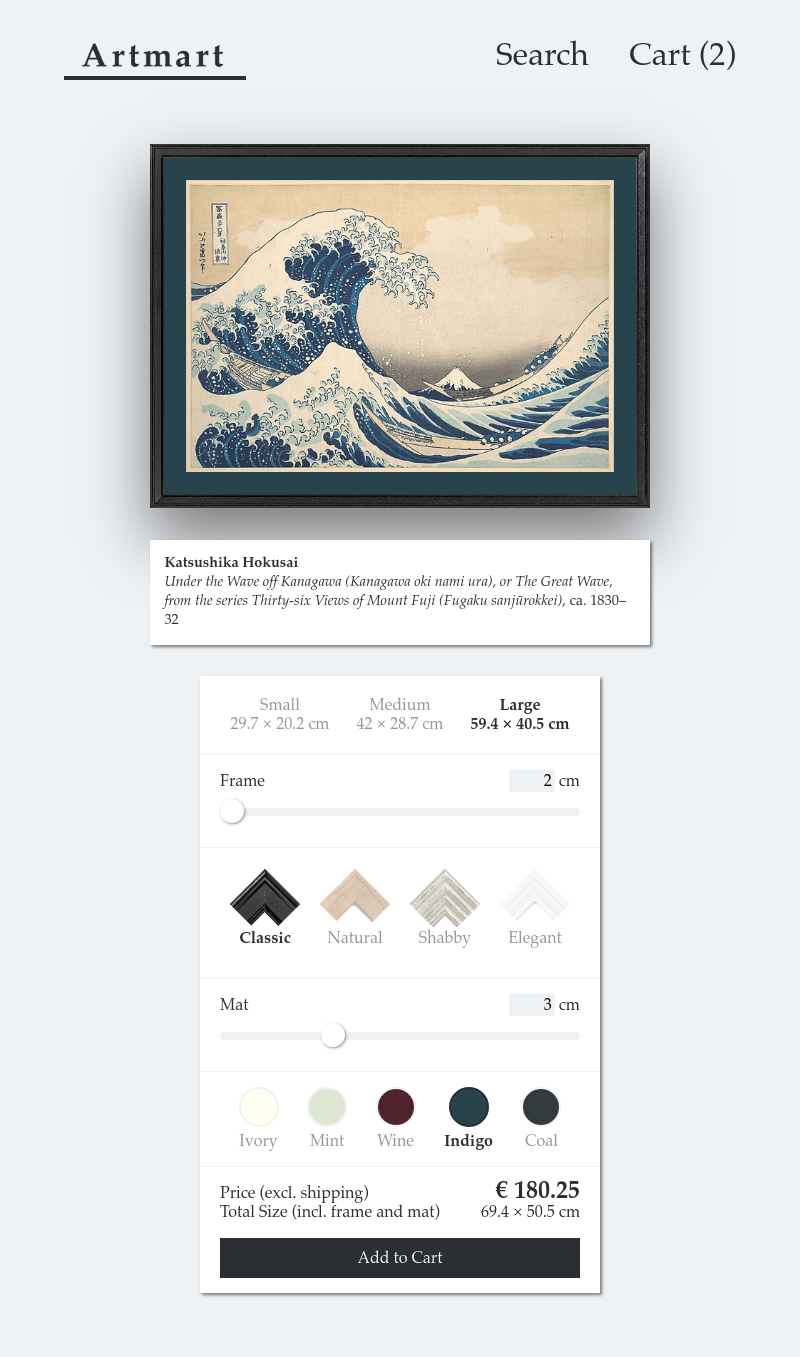 Artmart
Search Cart (2)
Katsushika Hokusai
Under the Wave off Kanagawa (Kanagawa oki nami ura), or The Great Wave,
from the series Thirty-six Views of Mount Fuji (Fugaku sanjūrokkei), ca. 1830–
32
Small Medium Large
29.7 × 20.2 cm 42 × 28.7 cm 59.4 × 40.5 cm
Frame 2 cm
Classic Natural Shabby Elegant
Mat 3 cm
Ivory Mint Wine Indigo Coal
Price (excl. shipping) € 180.25
Total Size (incl. frame and mat) 69.4 × 50.5 cm
Add to Cart